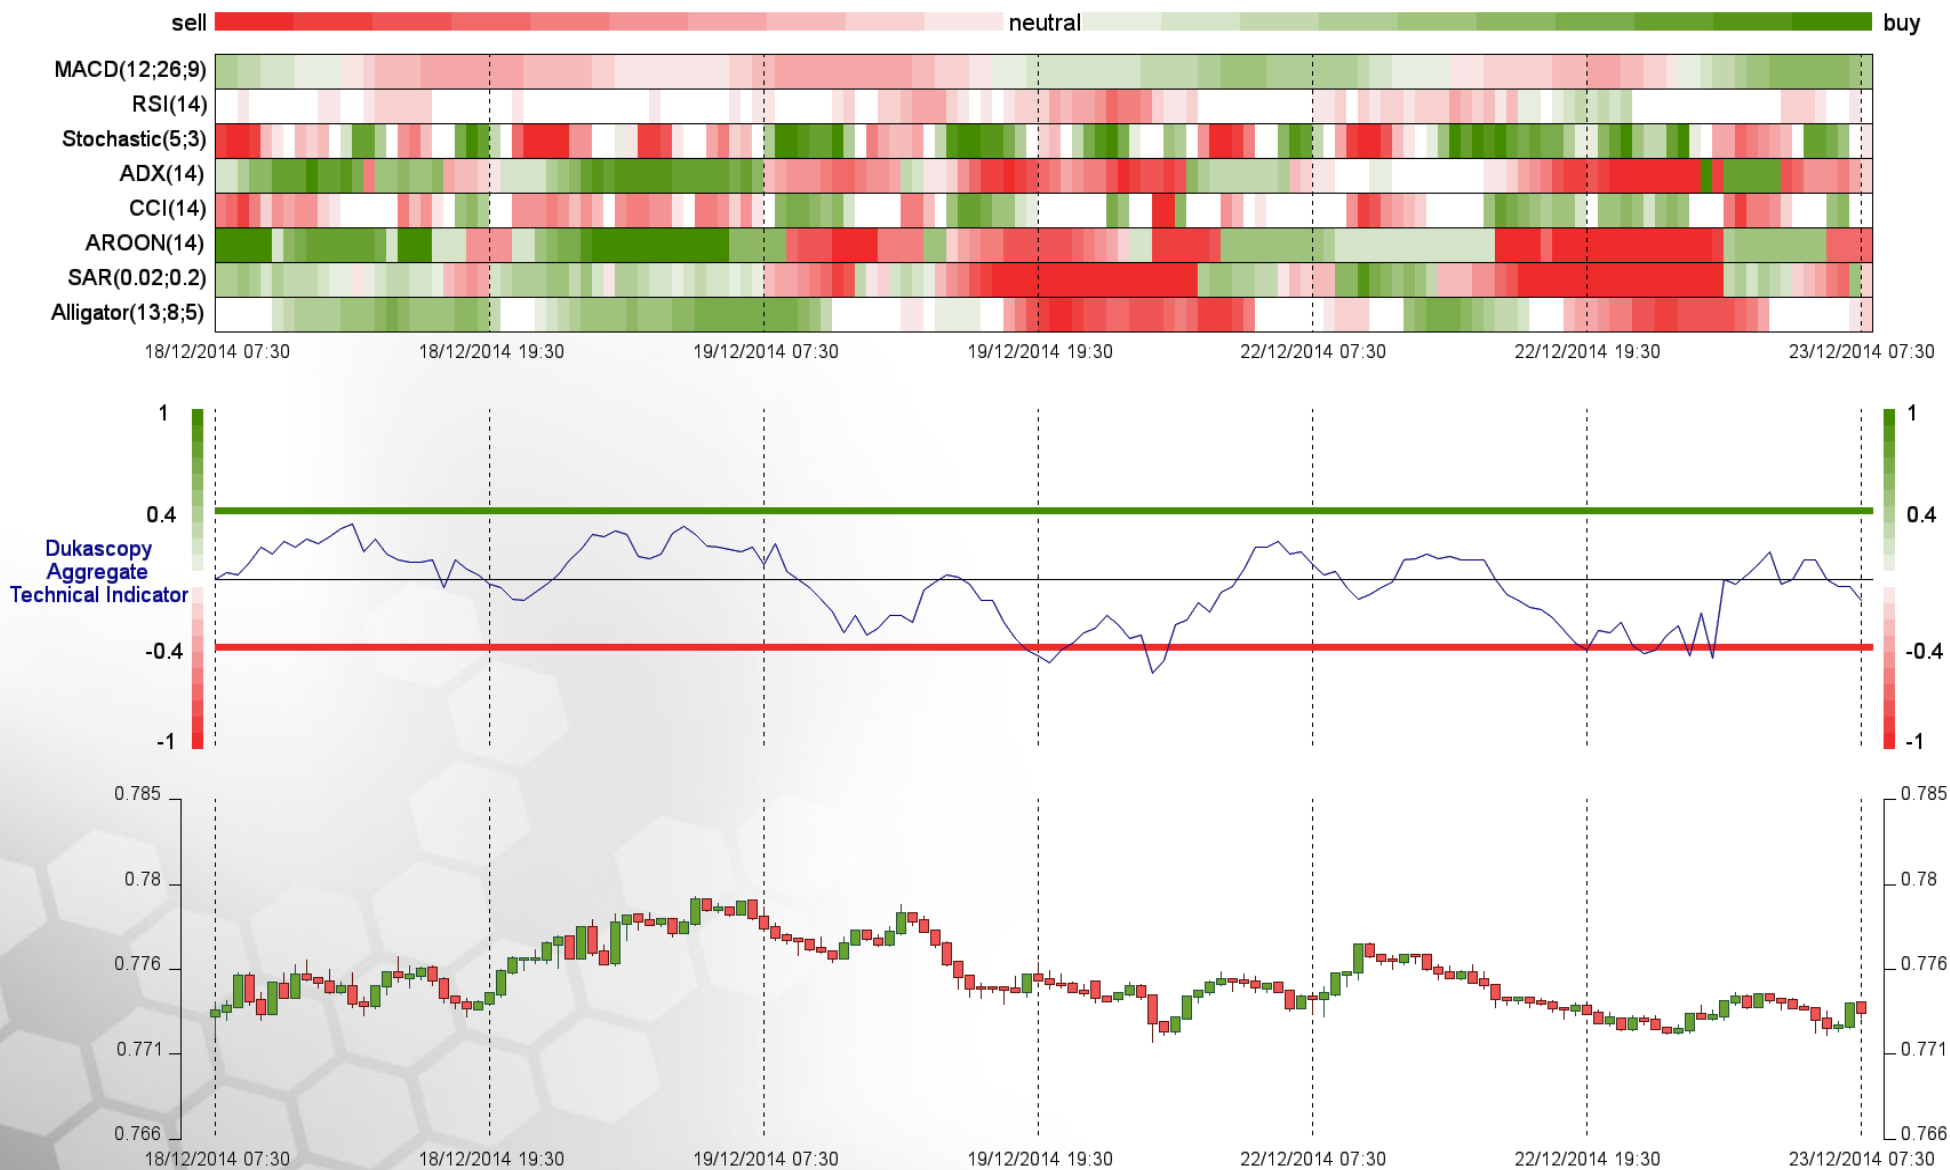 sell neutral buy
MACD(12;26;9)
RSI(14)
Stochastic(5;3)
ADX(14)
CCI(14)
AROON(14)
SAR(0.02;0.2)
Alligator(13;8;5)
18/12/2014 07:30 18/12/2014 19:30 19/12/2014 07:30 19/12/2014 19:30 22/12/2014 07:30 22/12/2014 19:30 23/12/2014 07:30
1 1
0.4 0.4
Dukascopy
Aggregate
Technical Indicator
-0.4 -0.4
-1 -1
0.785 0.785
0.78 0.78
0.776 0.776
0.771 0.771
0.766 0.766
18/12/2014 07:30 18/12/2014 19:30 19/12/2014 07:30 19/12/2014 19:30 22/12/2014 07:30 22/12/2014 19:30 23/12/2014 07:30